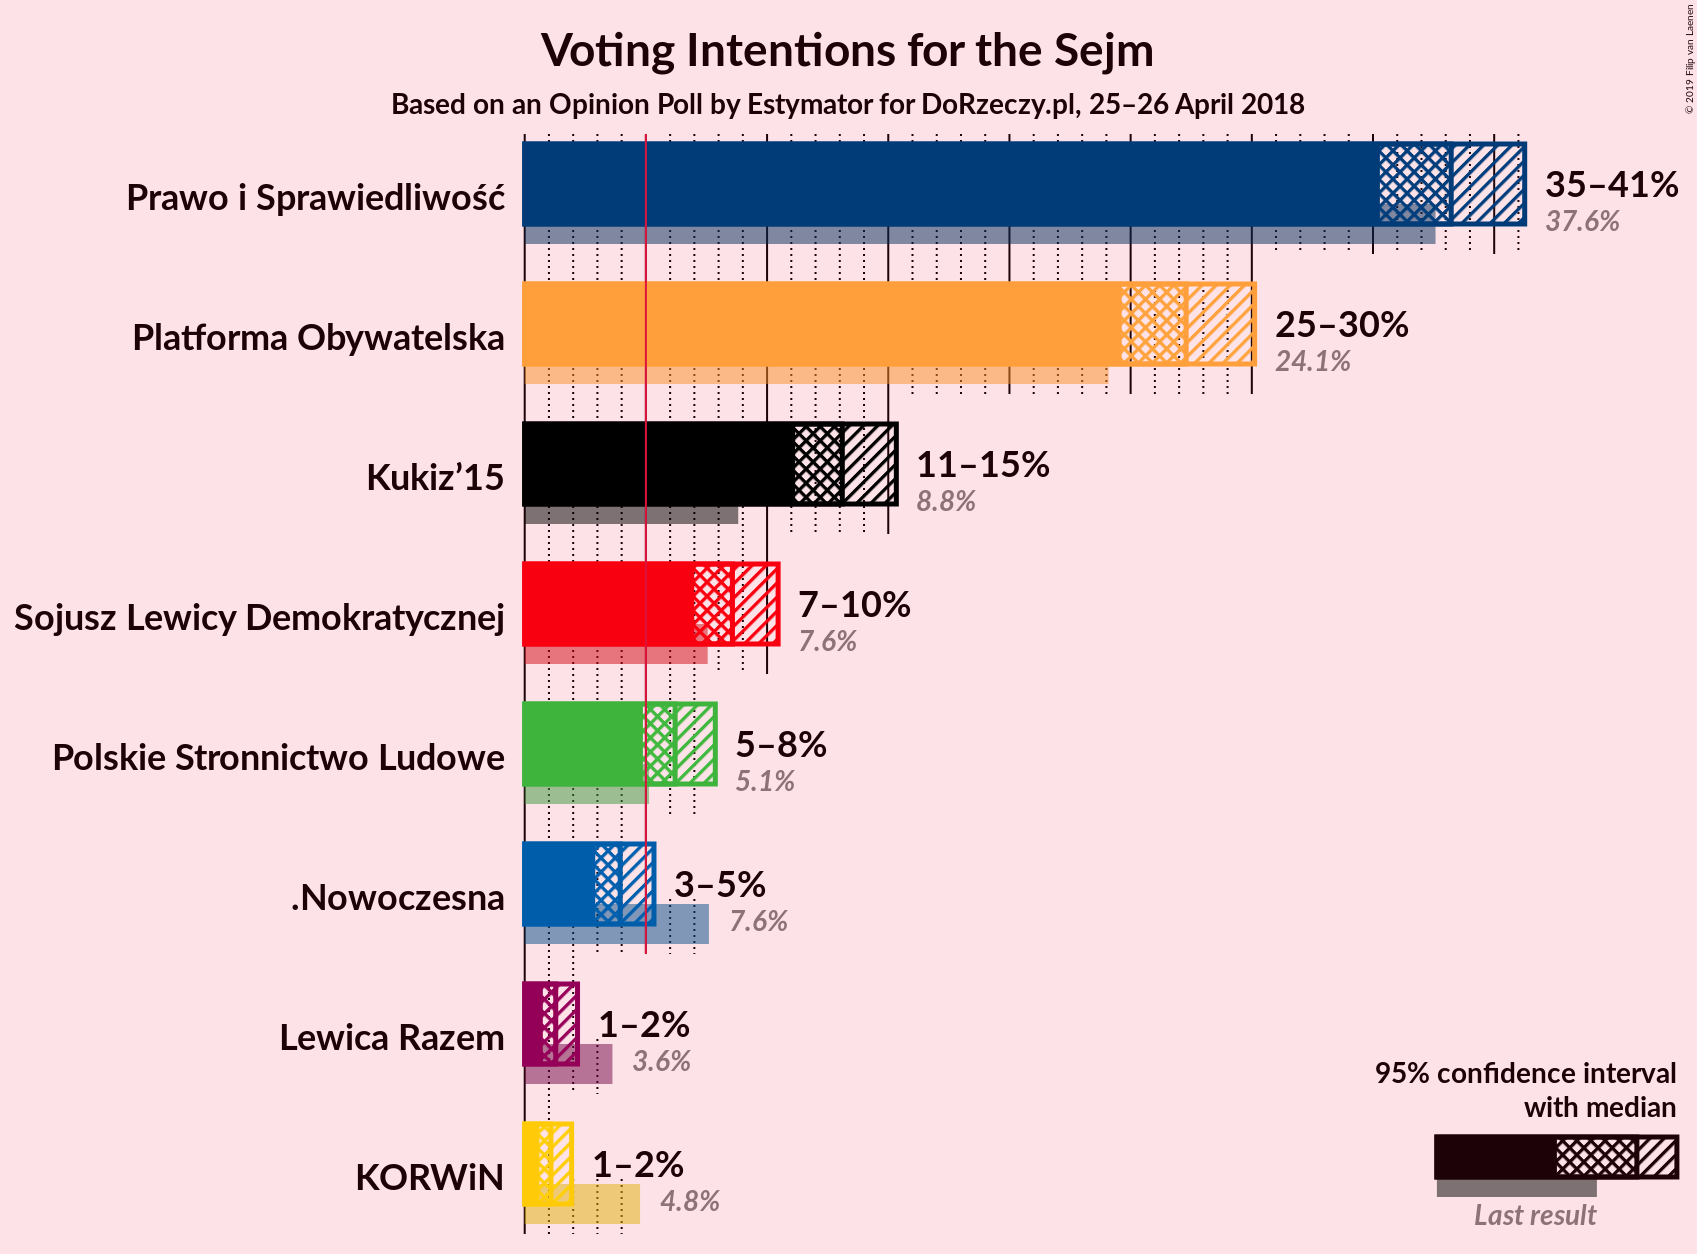 Voting Intentions for the Sejm
Based on an Opinion Poll by Estymator for DoRzeczy.pl, 25–26 April 2018
© 2019 Filip van Laenen
Prawo i Sprawiedliwość
35–41%
37.6%
Platforma Obywatelska
25–30%
24.1%
Kukiz’15
11–15%
8.8%
Sojusz Lewicy Demokratycznej
7–10%
7.6%
Polskie Stronnictwo Ludowe
5–8%
5.1%
.Nowoczesna
3–5%
7.6%
Lewica Razem
1–2%
3.6%
KORWiN
1–2%
4.8%
95% confidence interval
with median
Last result